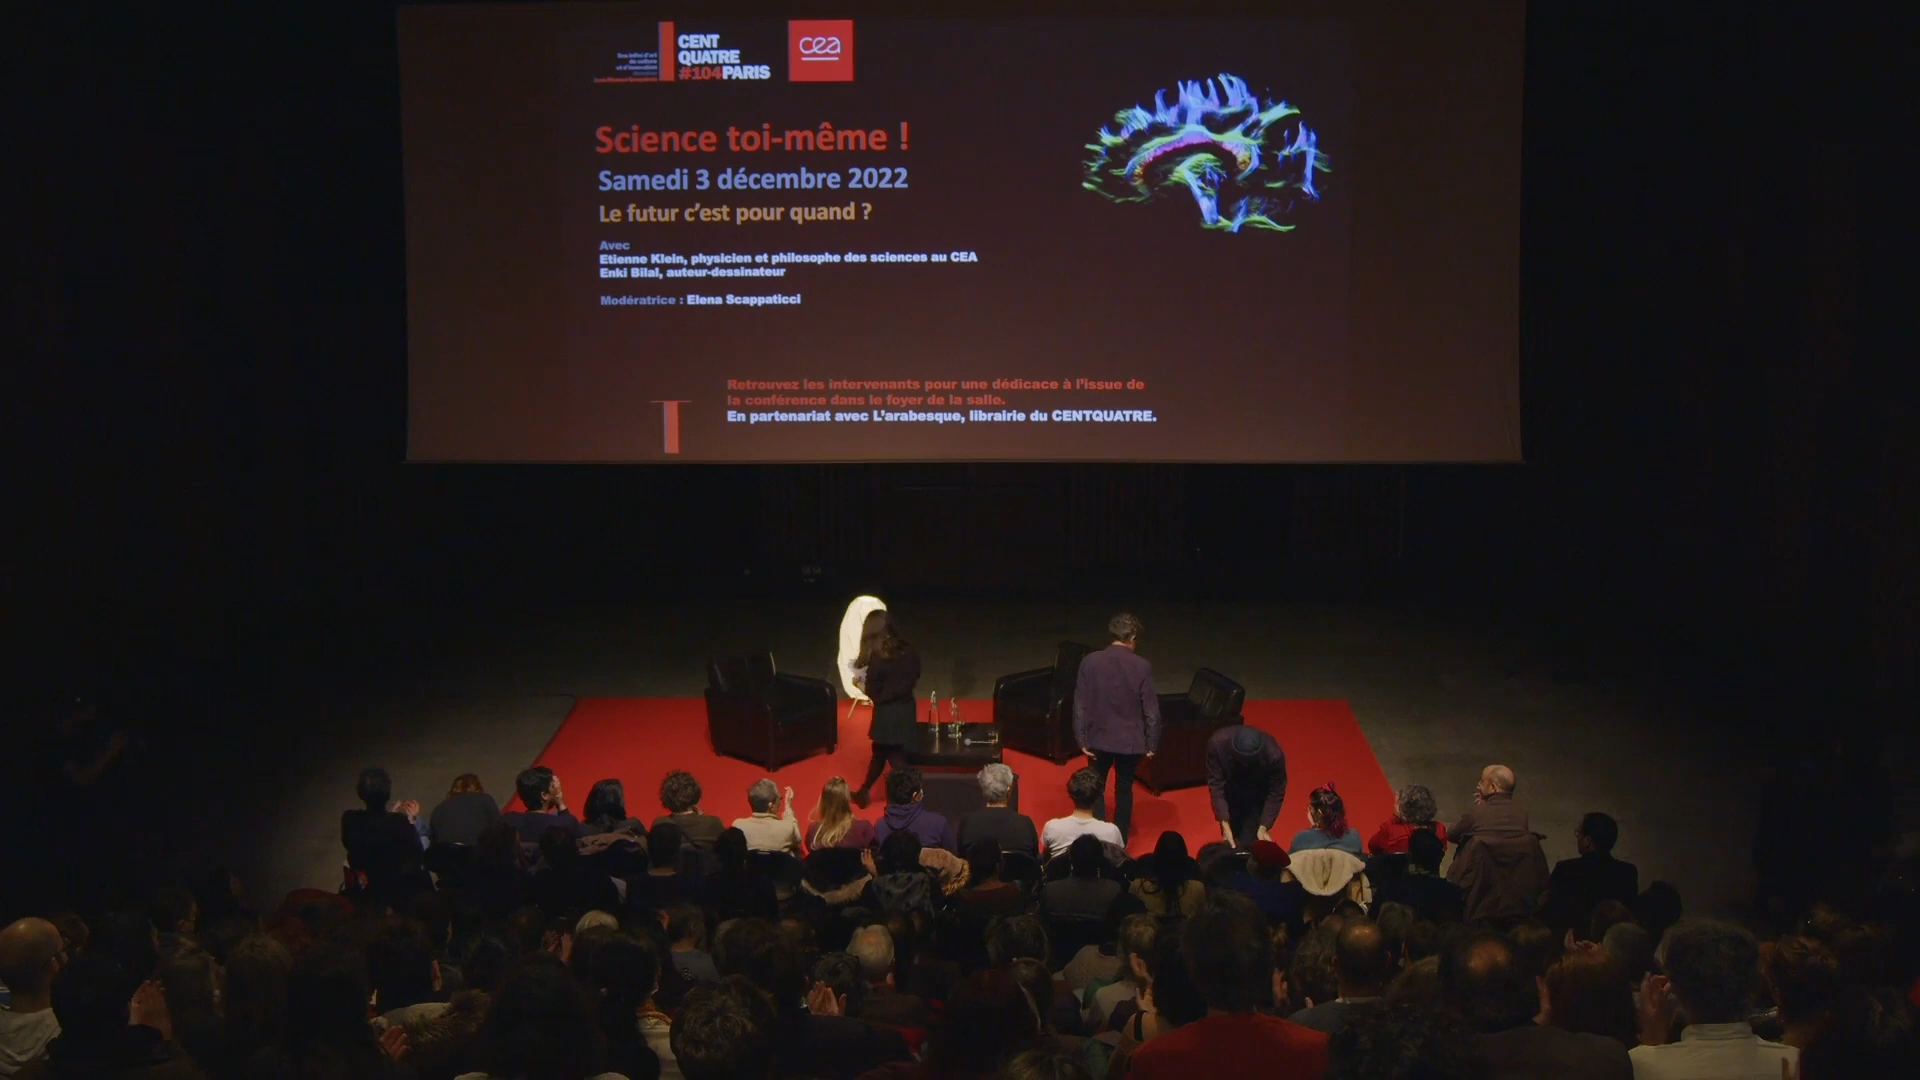 CENT
QUATRE
#104PARIS
cea
Science toi-même !
Samedi 3 décembre 2022
Le futur c'est pour quand ?
Avec
Etienne Klein, physicien et philosophe des sciences au CEA
Enki Bilal, auteur-dessinateur
Modératrice : Elena Scappaticci
Retrouvez les intervenants pour une dédicace à l'issue de
la conférence dans le foyer de la salle.
En partenariat avec L'arabesque, librairie du CENTQUATRE.